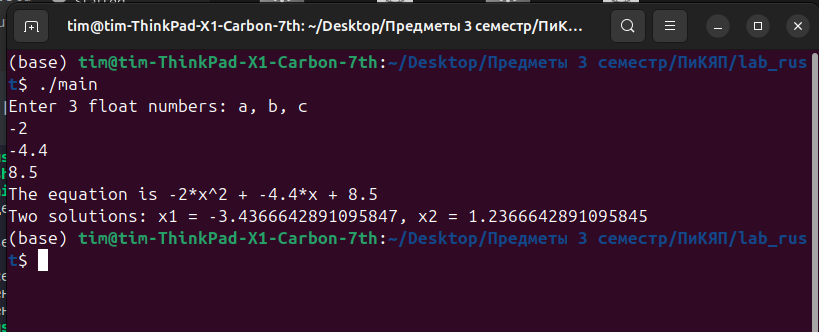 tim@tim-ThinkPad-X1-Carbon-7th: ~/Desktop/Предметы 3 семестр/ПиК...
(base) tim@tim-ThinkPad-X1-Carbon-7th:~/Desktop/Предметы 3 семестр/ПиКЯП/lab_rus
t$ ./main
Enter 3 float numbers: a, b, c
-2
-4.4
8.5
The equation is -2*x^2 + -4.4*x + 8.5
Two solutions: x1 = -3.4366642891095847, x2 = 1.2366642891095845
(base) tim@tim-ThinkPad-X1-Carbon-7th:~/Desktop/Предметы 3 семестр/ПиКЯП/lab_rus
t$